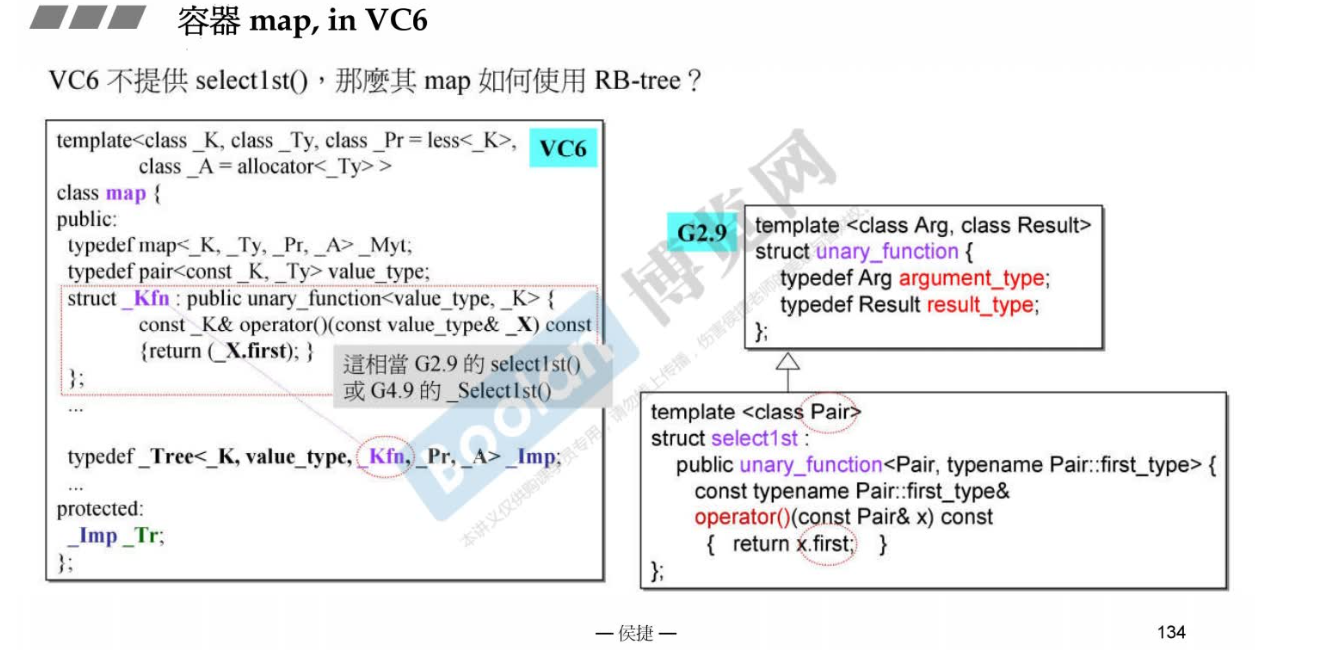 容器 map, in VC6
VC6 不提供 select1st()，那麼其 map 如何使用 RB-tree？
template<class _K, class _Ty, class _Pr = less<_K>,
class _A = allocator<_Ty> >
VC6
class map {
public:
typedef map<_K, _Ty, _Pr, _A> _Myt;
typedef pair<const _K, _Ty> value_type;
struct _Kfn : public unary_function<value_type, _K> {
const _K& operator()(const value_type& _X) const
{return (_X.first); }
};
這相當 G2.9 的 select1st()
或 G4.9 的 _Select1st()
...
typedef _Tree<_K, value_type, _Kfn, _Pr, _A> _Imp;
...
protected:
_Imp _Tr;
};
G2.9
template <class Arg, class Result>
struct unary_function {
typedef Arg argument_type;
typedef Result result_type;
};
template <class Pair>
struct select1st :
public unary_function<Pair, typename Pair::first_type> {
const typename Pair::first_type&
operator()(const Pair& x) const
{ return x.first; }
};
Boolan
博览网
— 侯捷 —
134